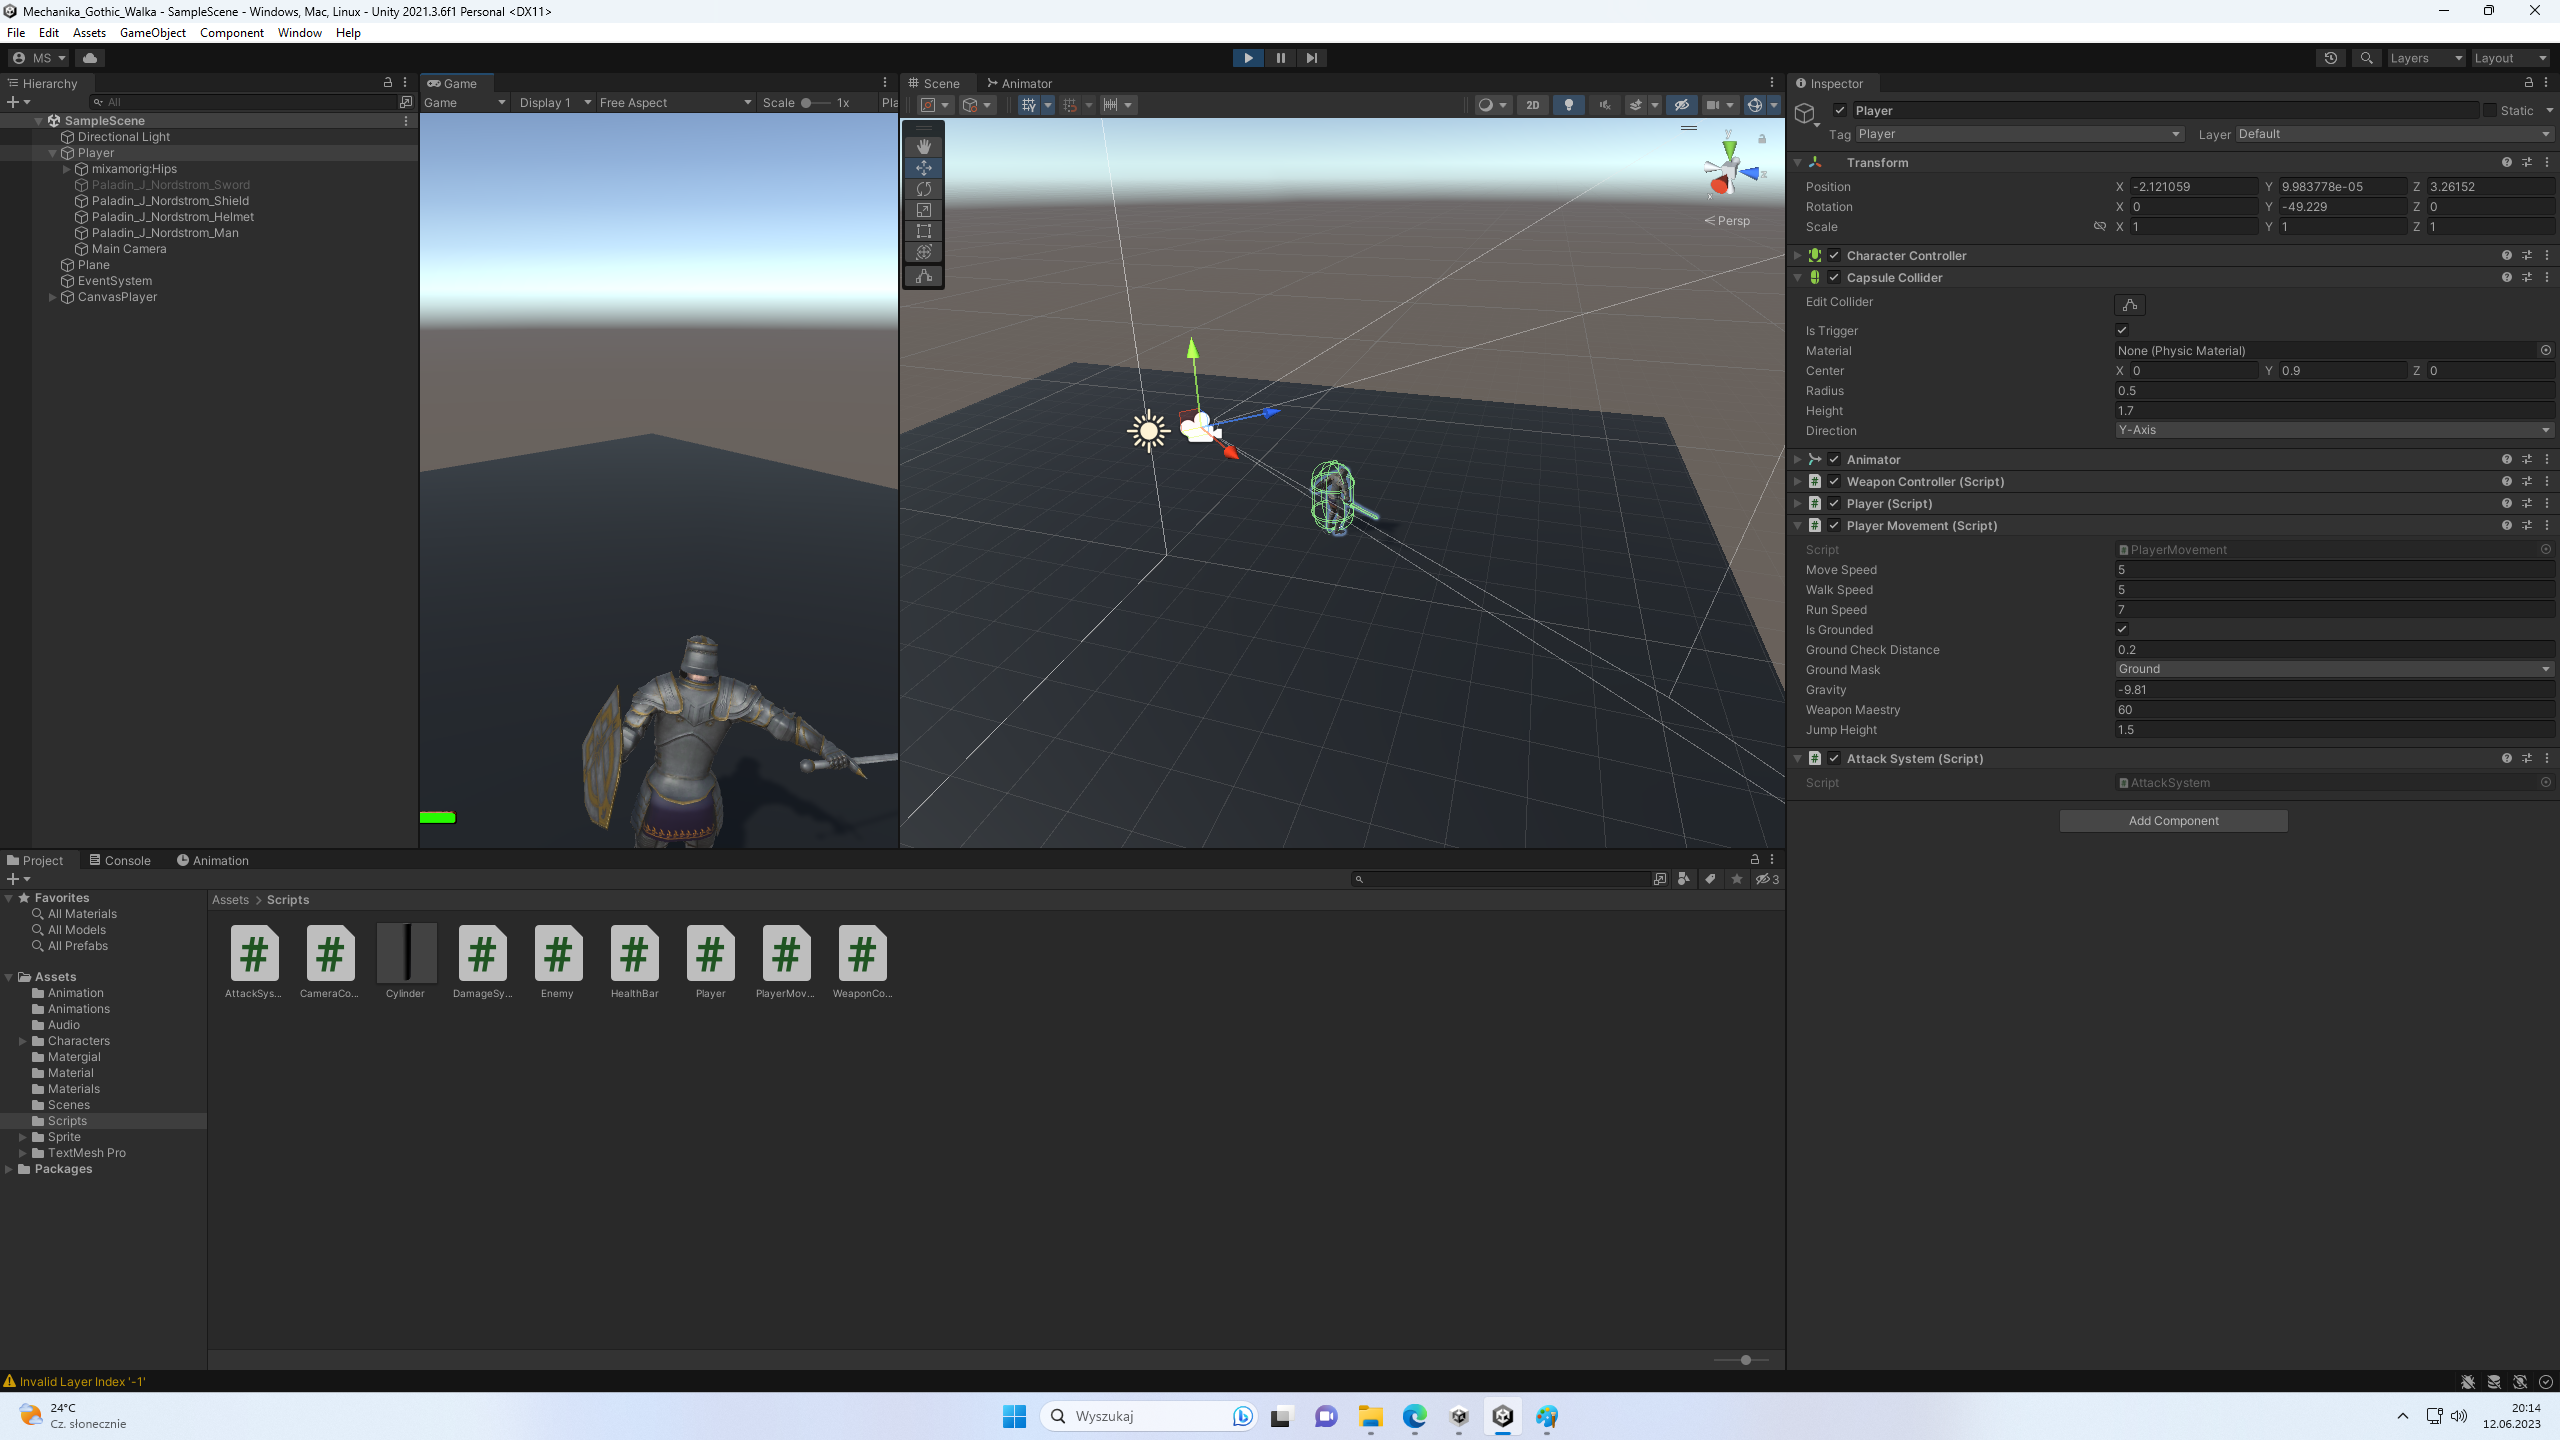 Mechanika_Gothic_Walka - SampleScene - Windows, Mac, Linux - Unity 2021.3.6f1 Personal <DX11>
File Edit Assets GameObject Component Window Help
MS Layers Layout
Hierarchy
All
SampleScene
Directional Light
Player
mixamorig:Hips
Paladin_J_Nordstrom_Sword
Paladin_J_Nordstrom_Shield
Paladin_J_Nordstrom_Helmet
Paladin_J_Nordstrom_Man
Main Camera
Plane
EventSystem
CanvasPlayer
Game
Game Display 1 Free Aspect Scale 1x Pla
Scene Animator
2D
y
z
x
Persp
Inspector
Player Static
Tag Player Layer Default
Transform
Position X -2.121059 Y 9.983778e-05 Z 3.26152
Rotation X 0 Y -49.229 Z 0
Scale X 1 Y 1 Z 1
Character Controller
Capsule Collider
Edit Collider
Is Trigger
Material None (Physic Material)
Center X 0 Y 0.9 Z 0
Radius 0.5
Height 1.7
Direction Y-Axis
Animator
Weapon Controller (Script)
Player (Script)
Player Movement (Script)
Script PlayerMovement
Move Speed 5
Walk Speed 5
Run Speed 7
Is Grounded
Ground Check Distance 0.2
Ground Mask Ground
Gravity -9.81
Weapon Maestry 60
Jump Height 1.5
Attack System (Script)
Script AttackSystem
Add Component
Project Console Animation
3
Favorites
All Materials
All Models
All Prefabs
Assets
Animation
Animations
Audio
Characters
Matergial
Material
Materials
Scenes
Scripts
Sprite
TextMesh Pro
Packages
Assets > Scripts
# # # # # # # #
AttackSys... CameraCo... Cylinder DamageSy... Enemy HealthBar Player PlayerMov... WeaponCo...
Invalid Layer Index '-1'
24°C
Cz. słonecznie
Wyszukaj
20:14
12.06.2023